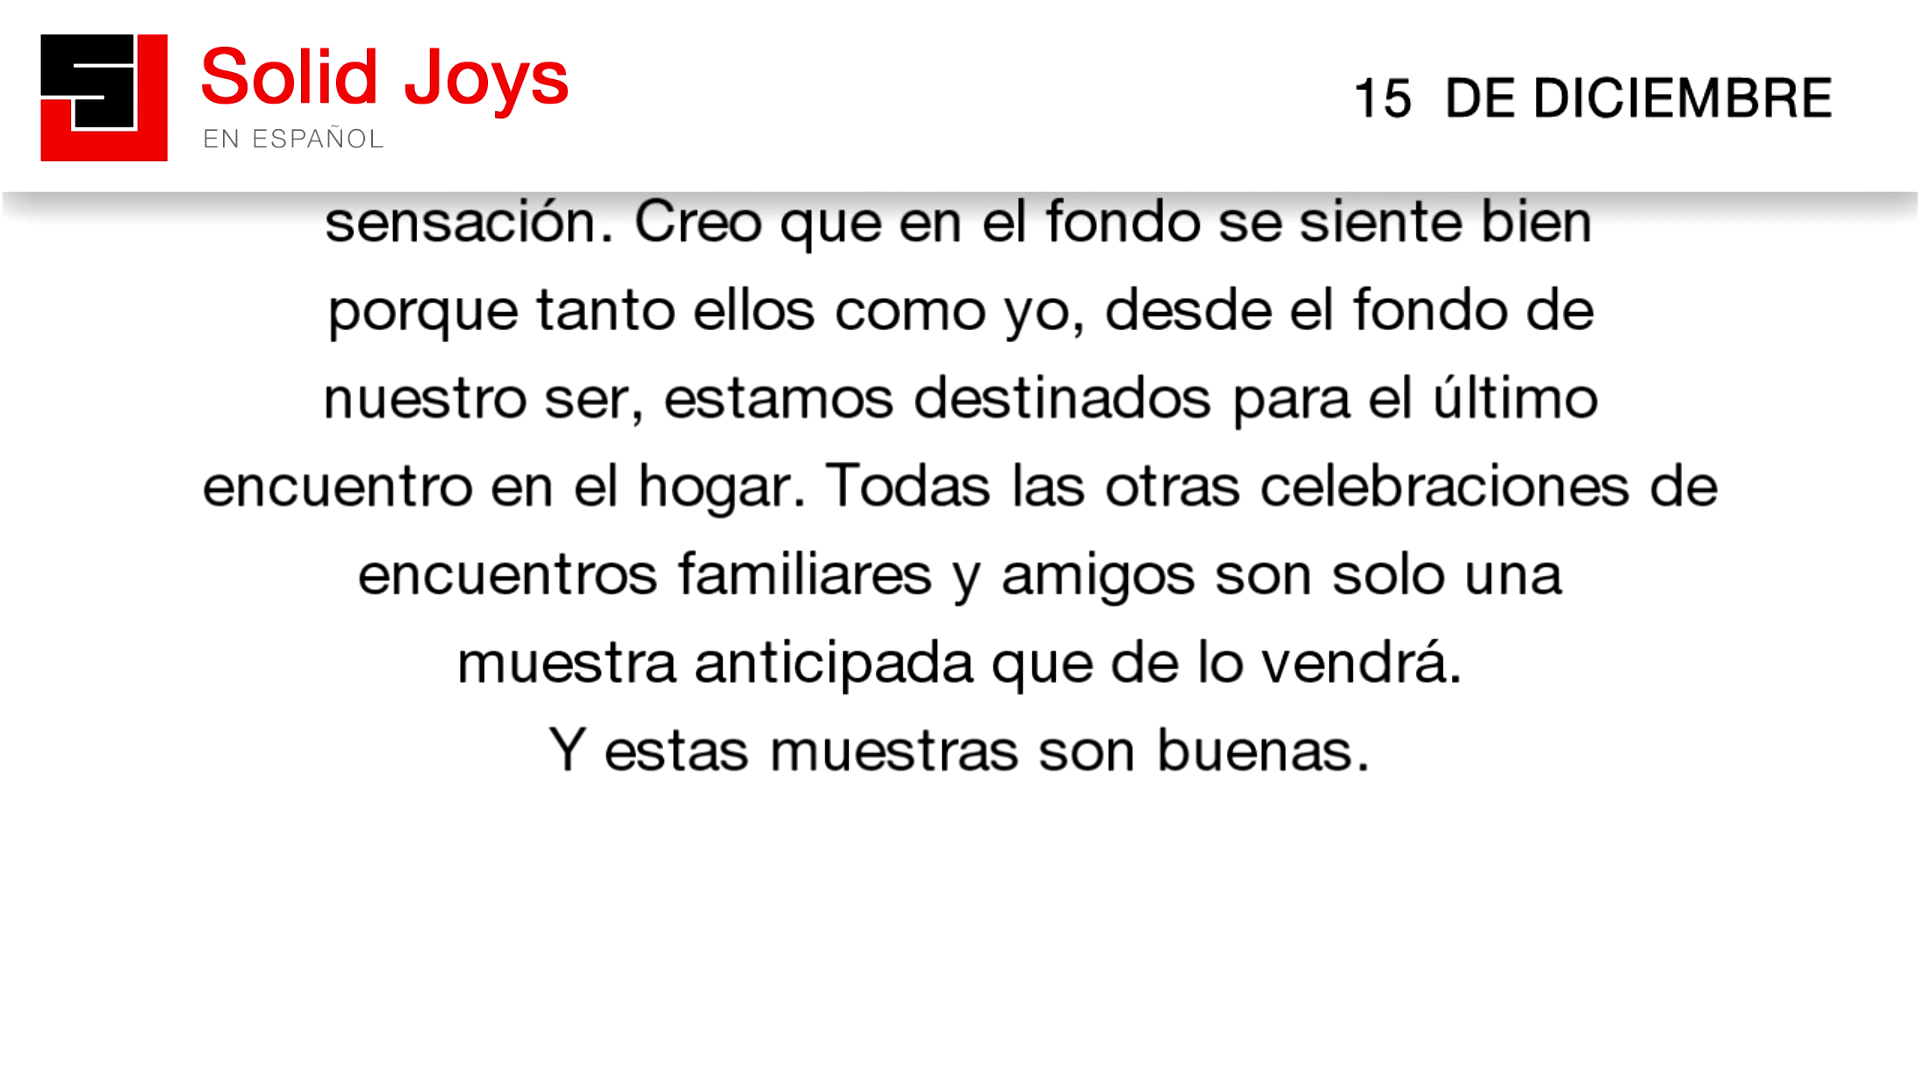 Solid Joys
EN ESPAÑOL
15 DE DICIEMBRE
sensación. Creo que en el fondo se siente bien
porque tanto ellos como yo, desde el fondo de
nuestro ser, estamos destinados para el último
encuentro en el hogar. Todas las otras celebraciones de
encuentros familiares y amigos son solo una
muestra anticipada que de lo vendrá.
Y estas muestras son buenas.